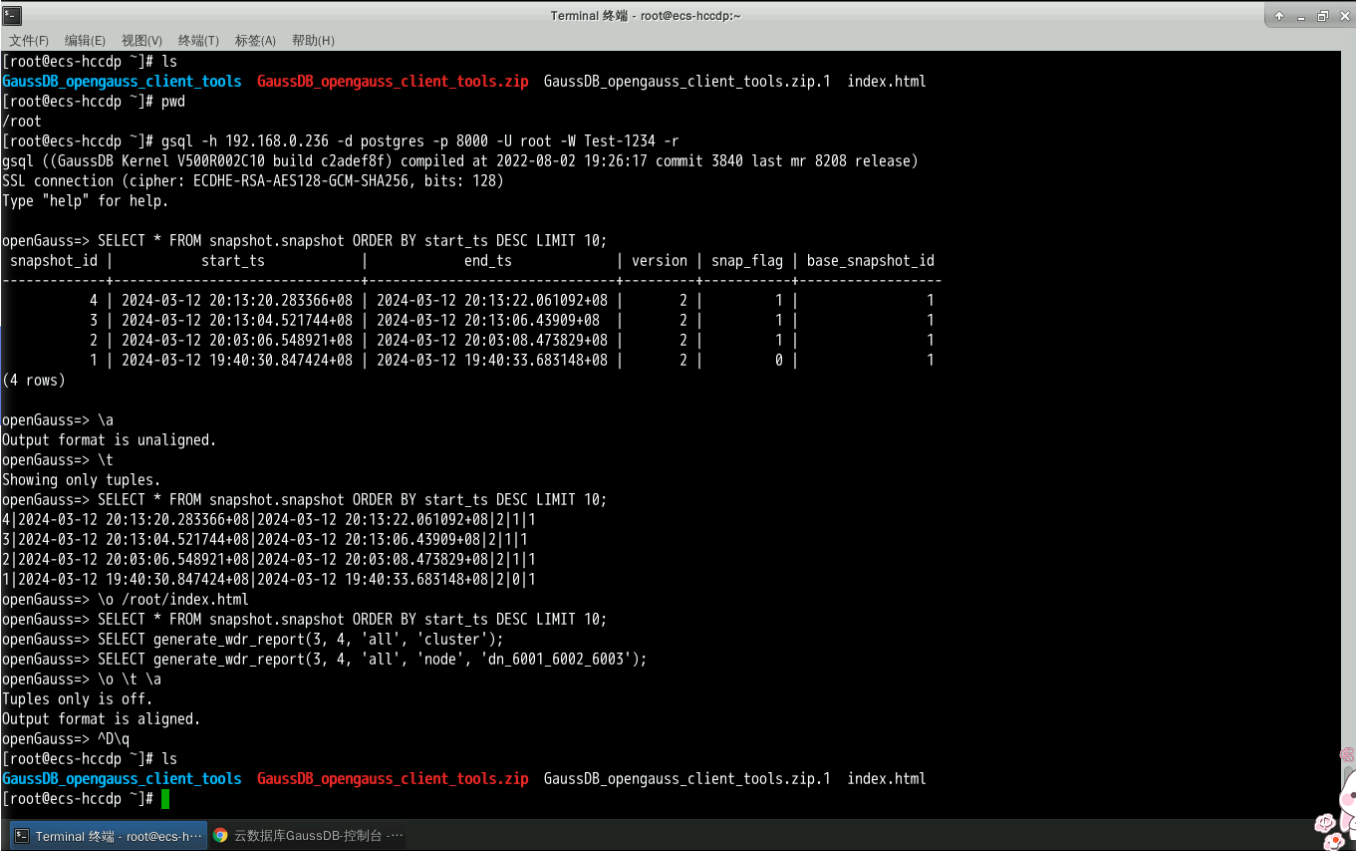 Terminal 终端 - root@ecs-hccdp:~
文件(F) 编辑(E) 视图(V) 终端(T) 标签(A) 帮助(H)
[root@ecs-hccdp ~]# ls
GaussDB_opengauss_client_tools  GaussDB_opengauss_client_tools.zip  GaussDB_opengauss_client_tools.zip.1  index.html
[root@ecs-hccdp ~]# pwd
/root
[root@ecs-hccdp ~]# gsql -h 192.168.0.236 -d postgres -p 8000 -U root -W Test-1234 -r
gsql ((GaussDB Kernel V500R002C10 build c2adef8f) compiled at 2022-08-02 19:26:17 commit 3840 last mr 8208 release)
SSL connection (cipher: ECDHE-RSA-AES128-GCM-SHA256, bits: 128)
Type "help" for help.
openGauss=> SELECT * FROM snapshot.snapshot ORDER BY start_ts DESC LIMIT 10;
 snapshot_id |           start_ts            |            end_ts             | version | snap_flag | base_snapshot_id
-------------+-------------------------------+-------------------------------+---------+-----------+------------------
           4 | 2024-03-12 20:13:20.283366+08 | 2024-03-12 20:13:22.061092+08 |       2 |         1 |                1
           3 | 2024-03-12 20:13:04.521744+08 | 2024-03-12 20:13:06.43909+08  |       2 |         1 |                1
           2 | 2024-03-12 20:03:06.548921+08 | 2024-03-12 20:03:08.473829+08 |       2 |         1 |                1
           1 | 2024-03-12 19:40:30.847424+08 | 2024-03-12 19:40:33.683148+08 |       2 |         0 |                1
(4 rows)
openGauss=> \a
Output format is unaligned.
openGauss=> \t
Showing only tuples.
openGauss=> SELECT * FROM snapshot.snapshot ORDER BY start_ts DESC LIMIT 10;
4|2024-03-12 20:13:20.283366+08|2024-03-12 20:13:22.061092+08|2|1|1
3|2024-03-12 20:13:04.521744+08|2024-03-12 20:13:06.43909+08|2|1|1
2|2024-03-12 20:03:06.548921+08|2024-03-12 20:03:08.473829+08|2|1|1
1|2024-03-12 19:40:30.847424+08|2024-03-12 19:40:33.683148+08|2|0|1
openGauss=> \o /root/index.html
openGauss=> SELECT * FROM snapshot.snapshot ORDER BY start_ts DESC LIMIT 10;
openGauss=> SELECT generate_wdr_report(3, 4, 'all', 'cluster');
openGauss=> SELECT generate_wdr_report(3, 4, 'all', 'node', 'dn_6001_6002_6003');
openGauss=> \o \t \a
Tuples only is off.
Output format is aligned.
openGauss=> ^D\q
[root@ecs-hccdp ~]# ls
GaussDB_opengauss_client_tools  GaussDB_opengauss_client_tools.zip  GaussDB_opengauss_client_tools.zip.1  index.html
[root@ecs-hccdp ~]#
Terminal 终端 - root@ecs-h··· 云数据库GaussDB-控制台 -···